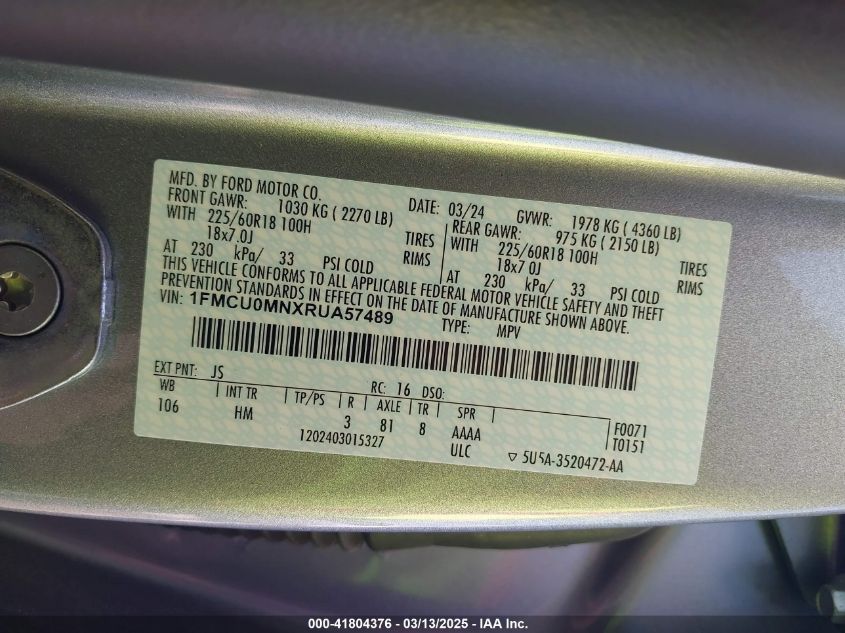 MFD. BY FORD MOTOR CO. DATE: 03/24 GVWR: 1978 KG ( 4360 LB)
FRONT GAWR: 1030 KG ( 2270 LB) REAR GAWR: 975 KG ( 2150 LB)
WITH 225/60R18 100H TIRES WITH 225/60R18 100H TIRES
18x7.0J RIMS 18x7.0J RIMS
AT 230 kPa/ 33 PSI COLD AT 230 kPa/ 33 PSI COLD
THIS VEHICLE CONFORMS TO ALL APPLICABLE FEDERAL MOTOR VEHICLE SAFETY AND THEFT
PREVENTION STANDARDS IN EFFECT ON THE DATE OF MANUFACTURE SHOWN ABOVE.
VIN: 1FMCU0MNXRUA57489 TYPE: MPV
EXT PNT: JS RC: 16 DSO:
WB INT TR TP/PS R AXLE TR SPR F0071
106 HM 3 81 8 AAAA T0151
1202403015327 ULC ▽ 5U5A-3520472-AA
000-41804376 - 03/13/2025 - IAA Inc.